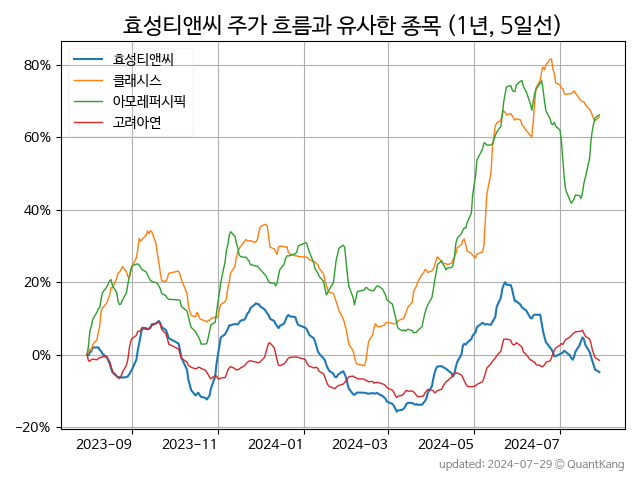 효성티앤씨 주가 흐름과 유사한 종목 (1년, 5일선)
효성티앤씨
클래시스
아모레퍼시픽
고려아연
80%
60%
40%
20%
0%
−20%
2023-09 2023-11 2024-01 2024-03 2024-05 2024-07
updated: 2024-07-29 © QuantKang